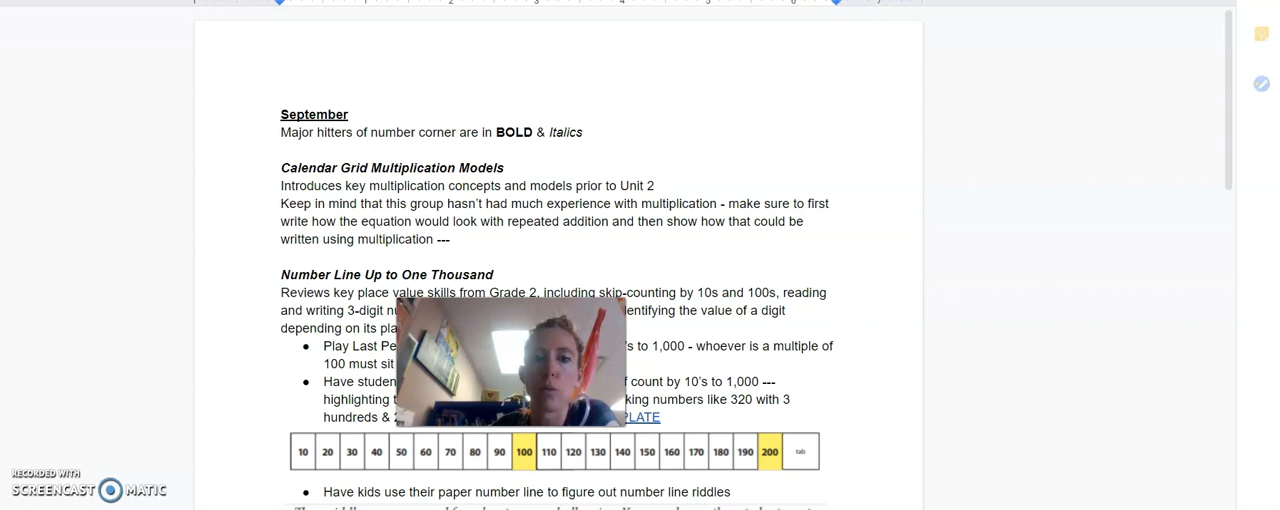 September
Major hitters of number corner are in BOLD & Italics
Calendar Grid Multiplication Models
Introduces key multiplication concepts and models prior to Unit 2
Keep in mind that this group hasn't had much experience with multiplication - make sure to first
write how the equation would look with repeated addition and then show how that could be
written using multiplication ---
Number Line Up to One Thousand
Reviews key place value skills from Grade 2, including skip-counting by 10s and 100s, reading
and writing 3-digit identifying the value of a digit
depending on its
● Play Last 's to 1,000 - whoever is a multiple of
100 must sit
● Have count by 10's to 1,000 ---
highlighting numbers like 320 with 3
hundreds &
10 20 30 40 50 60 70 80 90 100 110 120 130 140 150 160 170 180 190 200 tab
● Have kids use their paper number line to figure out number line riddles
RECORDED WITH
SCREENCAST MATIC